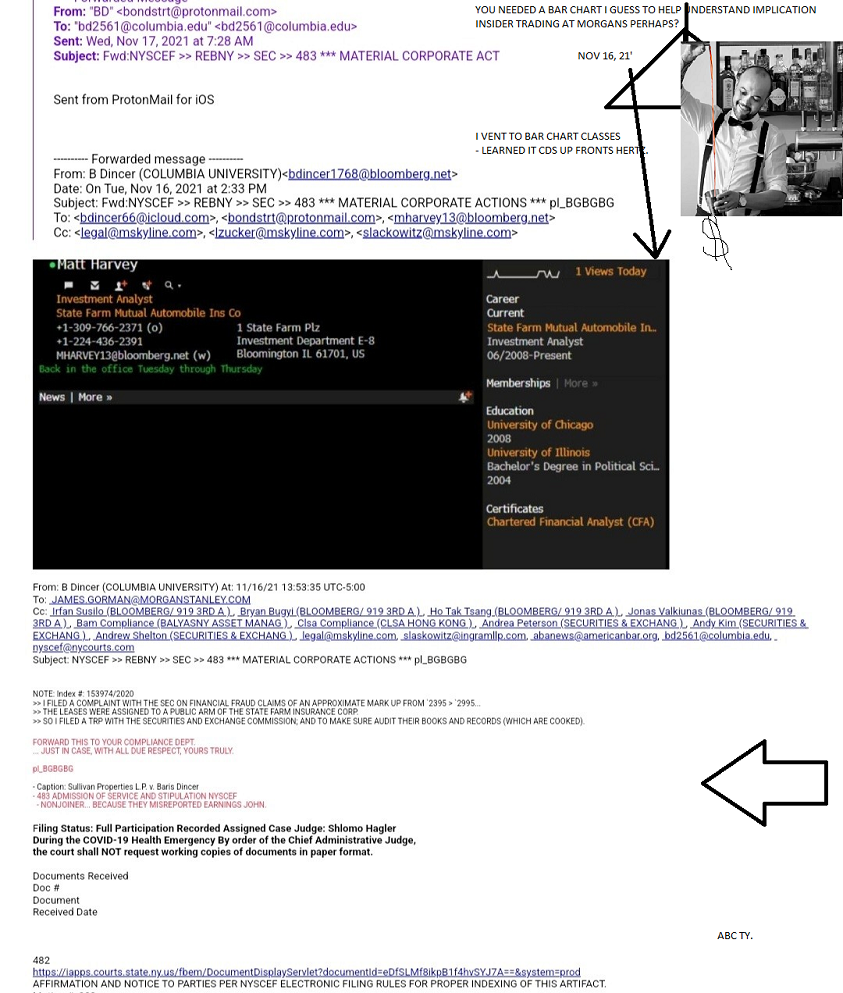 Forwarded Message
From: "BD" <bondstrt@protonmail.com>
To: "bd2561@columbia.edu" <bd2561@columbia.edu>
Sent: Wed, Nov 17, 2021 at 7:28 AM
Subject: Fwd:NYSCEF >> REBNY >> SEC >> 483 *** MATERIAL CORPORATE ACT
YOU NEEDED A BAR CHART I GUESS TO HELP UNDERSTAND IMPLICATION
INSIDER TRADING AT MORGANS PERHAPS?
NOV 16, 21'
Sent from ProtonMail for iOS
I VENT TO BAR CHART CLASSES
- LEARNED IT CDS UP FRONTS HERTZ.
$
---------- Forwarded message ----------
From: B Dincer (COLUMBIA UNIVERSITY)<bdincer1768@bloomberg.net>
Date: On Tue, Nov 16, 2021 at 2:33 PM
Subject: Fwd:NYSCEF >> REBNY >> SEC >> 483 *** MATERIAL CORPORATE ACTIONS *** pl_BGBGBG
To: <bdincer66@icloud.com>, <bondstrt@protonmail.com>, <mharvey13@bloomberg.net>
Cc: <legal@mskyline.com>, <lzucker@mskyline.com>, <slackowitz@mskyline.com>
Matt Harvey
Investment Analyst
State Farm Mutual Automobile Ins Co
+1-309-766-2371 (o) 1 State Farm Plz
+1-224-436-2391 Investment Department E-8
MHARVEY13@bloomberg.net (w) Bloomington IL 61701, US
Back in the office Tuesday through Thursday
News | More »
1 Views Today
Career
Current
State Farm Mutual Automobile In...
Investment Analyst
06/2008-Present
Memberships | More »
Education
University of Chicago
2008
University of Illinois
Bachelor's Degree in Political Sci...
2004
Certificates
Chartered Financial Analyst (CFA)
From: B Dincer (COLUMBIA UNIVERSITY) At: 11/16/21 13:53:35 UTC-5:00
To: JAMES.GORMAN@MORGANSTANLEY.COM
Cc: Irfan Susilo (BLOOMBERG/ 919 3RD A ) , Bryan Bugyi (BLOOMBERG/ 919 3RD A ) , Ho Tak Tsang (BLOOMBERG/ 919 3RD A ) , Jonas Valkiunas (BLOOMBERG/ 919
3RD A ) , Bam Compliance (BALYASNY ASSET MANAG ) , Clsa Compliance (CLSA HONG KONG ) , Andrea Peterson (SECURITIES & EXCHANG ) , Andy Kim (SECURITIES &
EXCHANG ) , Andrew Shelton (SECURITIES & EXCHANG ) , legal@mskyline.com, slaskowitz@ingramllp.com, abanews@americanbar.org, bd2561@columbia.edu,
nyscef@nycourts.com
Subject: NYSCEF >> REBNY >> SEC >> 483 *** MATERIAL CORPORATE ACTIONS *** pl_BGBGBG
NOTE: Index #: 153974/2020
>> I FILED A COMPLAINT WITH THE SEC ON FINANCIAL FRAUD CLAIMS OF AN APPROXIMATE MARK UP FROM `2395 > `2995...
>> THE LEASES WERE ASSIGNED TO A PUBLIC ARM OF THE STATE FARM INSURANCE CORP.
>> SO I FILED A TRP WITH THE SECURITIES AND EXCHANGE COMMISSION; AND TO MAKE SURE AUDIT THEIR BOOKS AND RECORDS (WHICH ARE COOKED).
FORWARD THIS TO YOUR COMPLIANCE DEPT.
... JUST IN CASE, WITH ALL DUE RESPECT, YOURS TRULY.
pl_BGBGBG
- Caption: Sullivan Properties L.P. v. Baris Dincer
- 483 ADMISSION OF SERVICE AND STIPULATION NYSCEF
- NONJOINER... BECAUSE THEY MISREPORTED EARNINGS JOHN.
Filing Status: Full Participation Recorded Assigned Case Judge: Shlomo Hagler
During the COVID-19 Health Emergency By order of the Chief Administrative Judge,
the court shall NOT request working copies of documents in paper format.
Documents Received
Doc #
Document
Received Date
ABC TY.
482
https://iapps.courts.state.ny.us/fbem/DocumentDisplayServlet?documentId=eDfSLMf8ikpB1f4hvSYJ7A==&system=prod
AFFIRMATION AND NOTICE TO PARTIES PER NYSCEF ELECTRONIC FILING RULES FOR PROPER INDEXING OF THIS ARTIFACT.